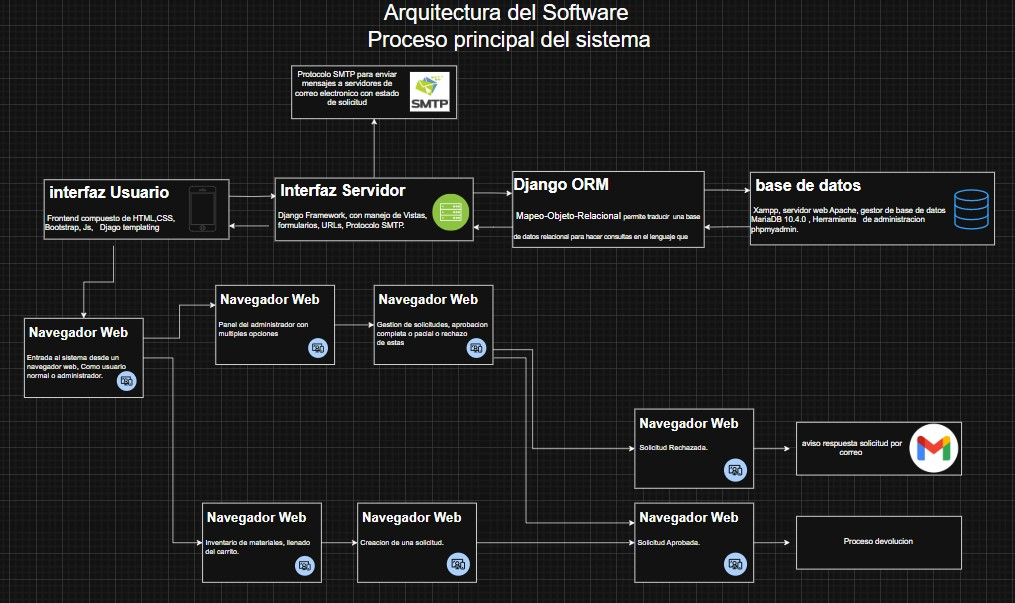 Arquitectura del Software
Proceso principal del sistema
Protocolo SMTP para enviar
mensajes a servidores de
correo electronico con estado
de solicitud
SMTP
interfaz Usuario
Frontend compuesto de HTML,CSS,
Bootstrap, Js, Djago templating
Interfaz Servidor
Django Framework, con manejo de Vistas,
formularios, URLs, Protocolo SMTP.
Django ORM
Mapeo-Objeto-Relacional permite traducir una base
de datos relacional para hacer consultas en el lenguaje que
base de datos
Xampp, servidor web Apache, gestor de base de datos
MariaDB 10.4.0 , Herramienta de administracion
phpmyadmin.
Navegador Web
Entrada al sistema desde un
navegador web, Como usuario
normal o administrador.
Navegador Web
Panel del administrador con
multiples opciones
Navegador Web
Gestion de solicitudes, aprobacion
completa o pacial o rechazo
de estas
Navegador Web
Solicitud Rechazada.
aviso respuesta solicitud por
correo
Navegador Web
Inventario de materiales, llenado
del carrito.
Navegador Web
Creacion de una solicitud.
Navegador Web
Solicitud Aprobada.
Proceso devolucion